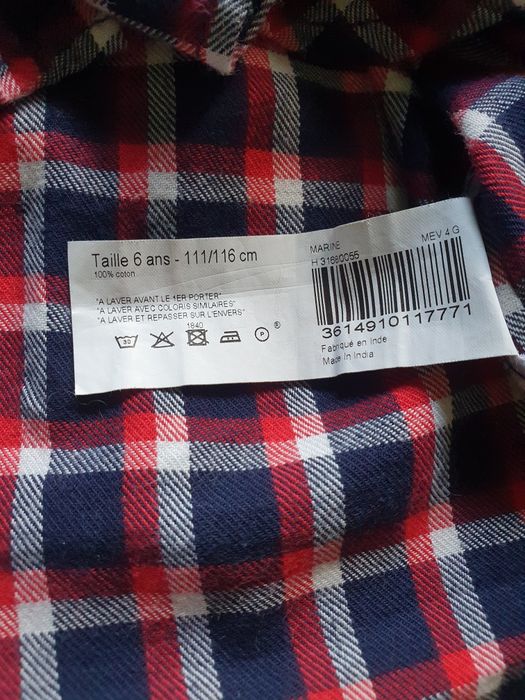 Taille 6 ans - 111/116 cm
100% coton
"A LAVER AVANT LE 1ER PORTER"
"A LAVER AVEC COLORIS SIMILAIRES"
"A LAVER ET REPASSER SUR L'ENVERS"
1840
30
P
®
MARINE
MEV 4 G
H 31680055
3614910117771
Fabriqué en Inde
Made In India